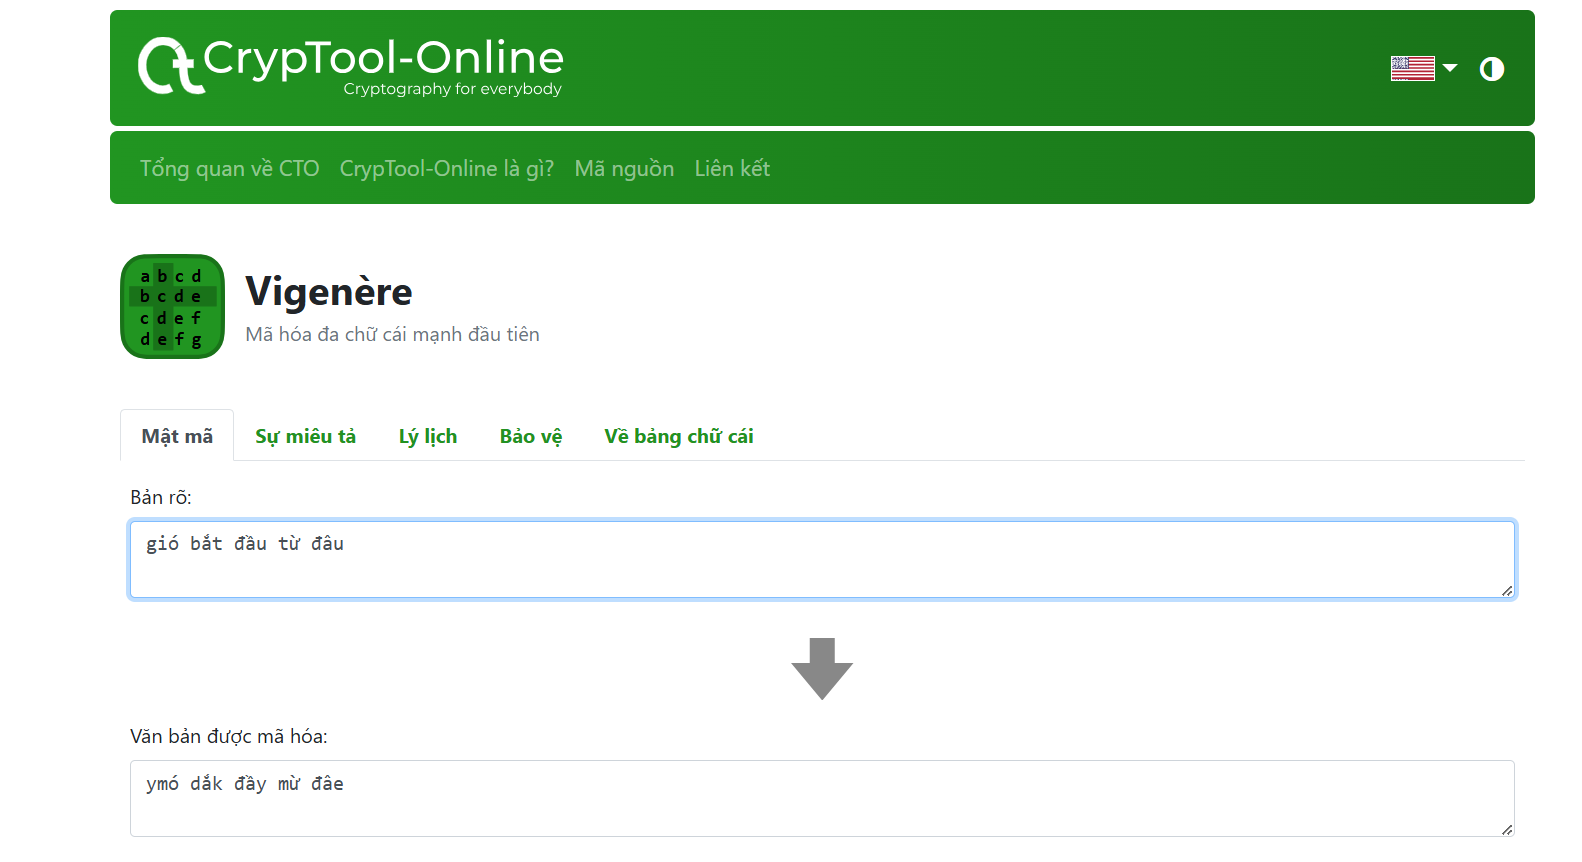 CrypTool-Online
Cryptography for everybody
Tổng quan về CTO CrypTool-Online là gì? Mã nguồn Liên kết
a b c d
b c d e
c d e f
d e f g
Vigenère
Mã hóa đa chữ cái mạnh đầu tiên
Mật mã Sự miêu tả Lý lịch Bảo vệ Về bảng chữ cái
Bản rõ:
gió bắt đầu từ đâu
Văn bản được mã hóa:
ymó dắk đầy mừ đâe